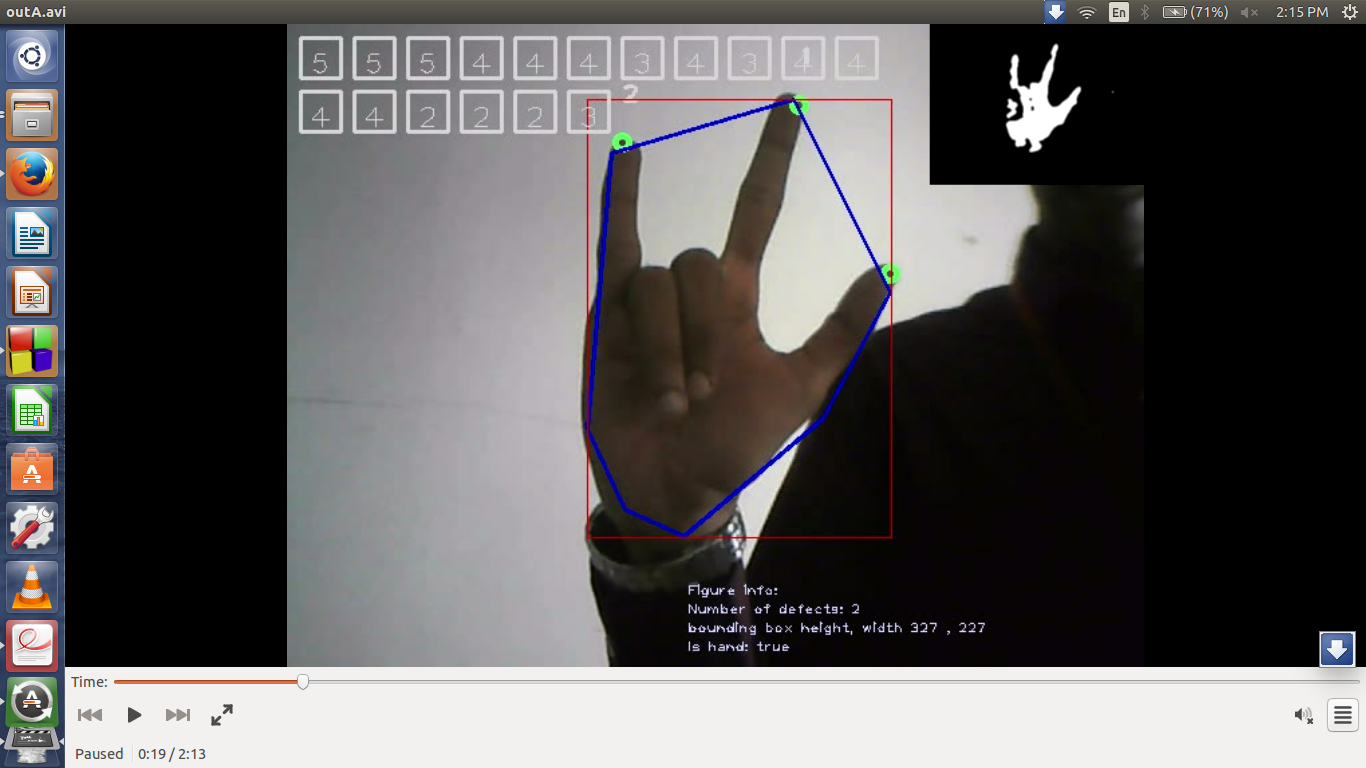 outA.avi
En
(71%)
2:15 PM
5 5 5 4 4 4 3 4 3 4 4
1
4 4 2 2 2 3
2
Figure info:
Number of defects: 2
bounding box height, width 327 , 227
Is hand: true
Time:
Paused
0:19 / 2:13